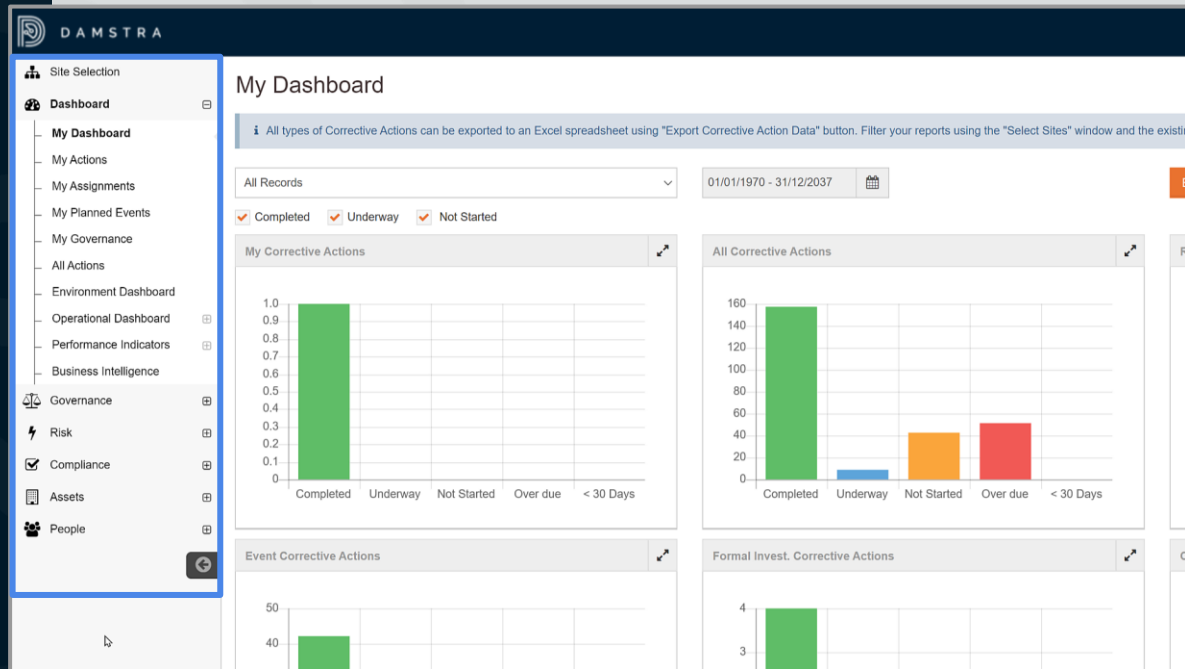 DAMSTRA
Site Selection
Dashboard
My Dashboard
My Actions
My Assignments
My Planned Events
My Governance
All Actions
Environment Dashboard
Operational Dashboard
Performance Indicators
Business Intelligence
Governance
Risk
Compliance
Assets
People
My Dashboard
All types of Corrective Actions can be exported to an Excel spreadsheet using "Export Corrective Action Data" button. Filter your reports using the "Select Sites" window and the
All Records
01/01/1970 - 31/12/2037
Completed Underway Not Started
My Corrective Actions
1.0
0.9
0.8
0.7
0.6
0.5
0.4
0.3
0.2
0.1
0
Completed Underway Not Started Over due < 30 Days
All Corrective Actions
160
140
120
100
80
60
40
20
0
Completed Underway Not Started Over due < 30 Days
Event Corrective Actions
50
40
Formal Invest. Corrective Actions
4
3